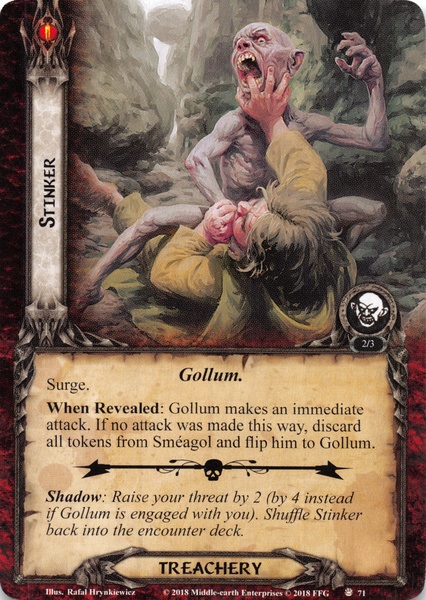 STINKER
2/3
Gollum.
Surge.
When Revealed: Gollum makes an immediate
attack. If no attack was made this way, discard
all tokens from Sméagol and flip him to Gollum.
Shadow: Raise your threat by 2 (by 4 instead
if Gollum is engaged with you). Shuffle Stinker
back into the encounter deck.
TREACHERY
Illus. Rafal Hrynkiewicz © 2018 Middle-earth Enterprises © 2018 FFG 71